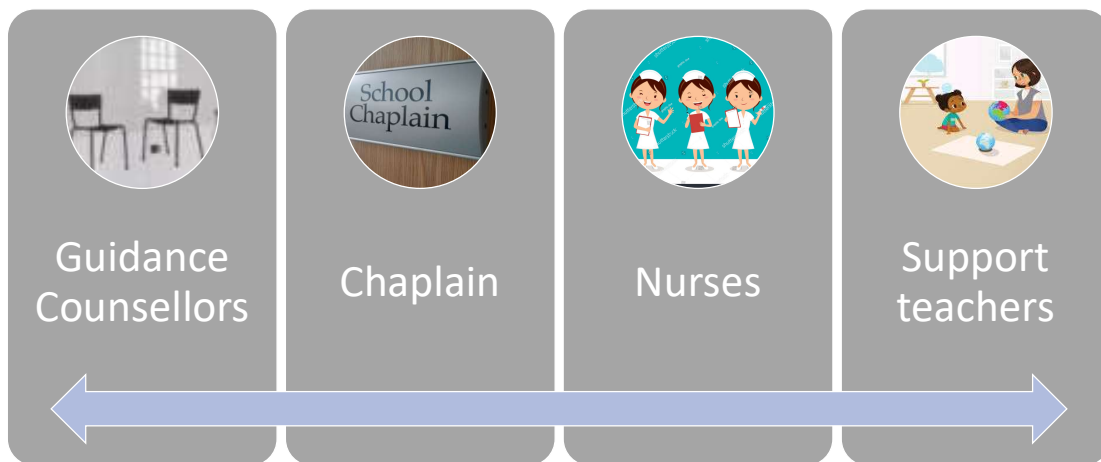 School
Chaplain
Guidance
Counsellors
Chaplain
Nurses
Support
teachers